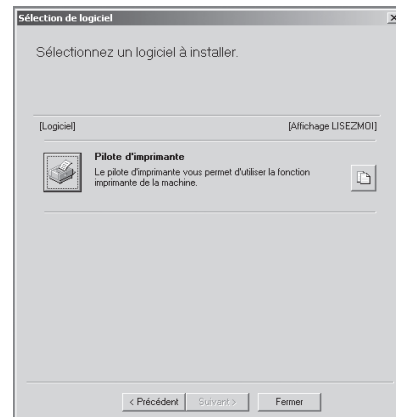 Sélection de logiciel
Sélectionnez un logiciel à installer.
[Logiciel] [Affichage LISEZMOI]
Pilote d'imprimante
Le pilote d'imprimante vous permet d'utiliser la fonction
imprimante de la machine.
< Précédent Suivant > Fermer